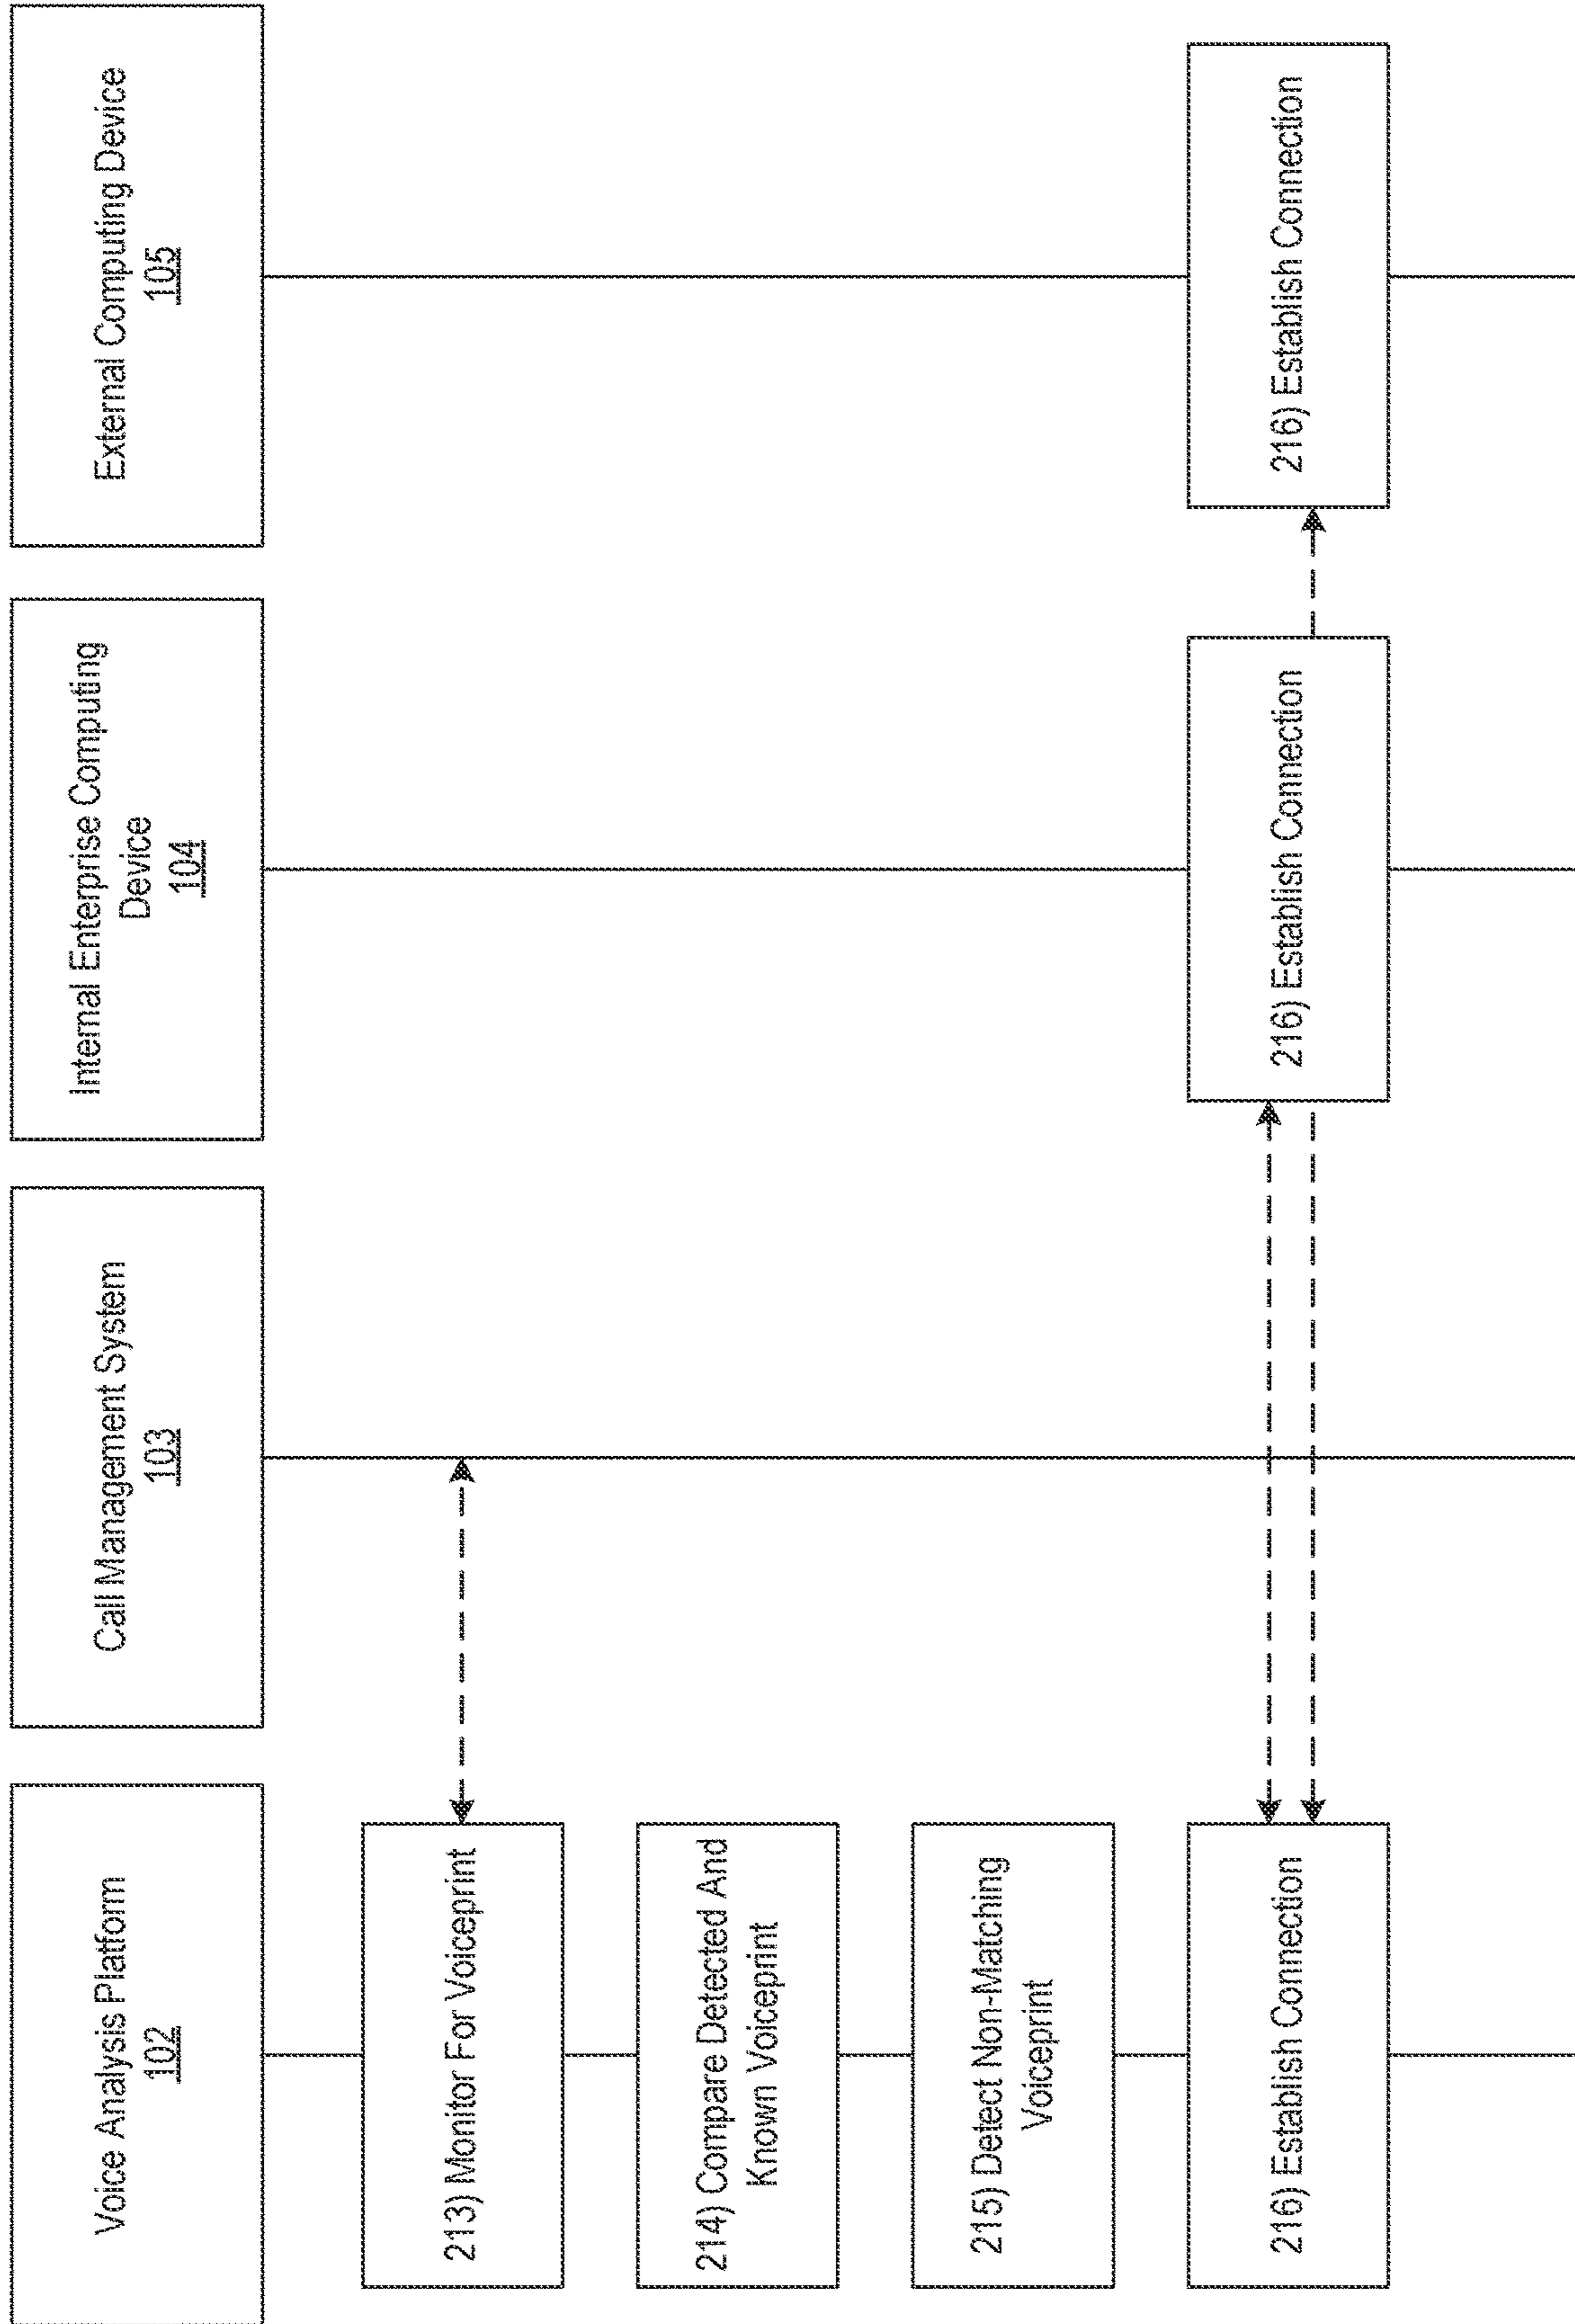 Voice Analysis Platform
102
Call Management System
103
Internal Enterprise Computing
Device
104
External Computing Device
105
213) Monitor For Voiceprint
214) Compare Detected And
Known Voiceprint
215) Detect Non-Matching
Voiceprint
216) Establish Connection
216) Establish Connection
216) Establish Connection